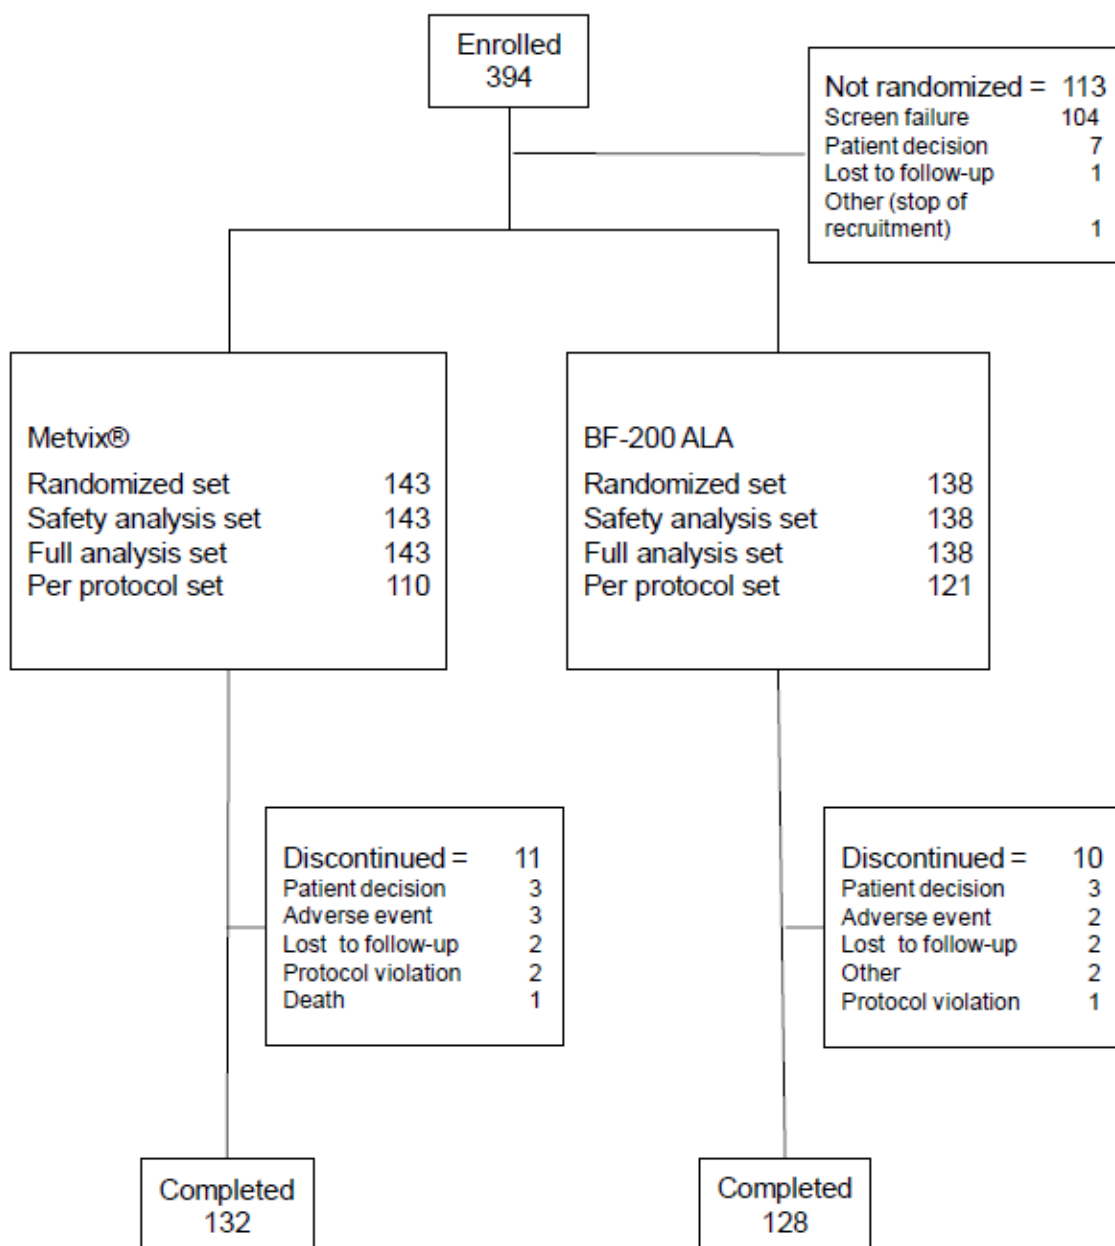 Enrolled
394
Not randomized = 113
Screen failure 104
Patient decision 7
Lost to follow-up 1
Other (stop of
recruitment) 1
Metvix®
Randomized set 143
Safety analysis set 143
Full analysis set 143
Per protocol set 110
BF-200 ALA
Randomized set 138
Safety analysis set 138
Full analysis set 138
Per protocol set 121
Discontinued = 11
Patient decision 3
Adverse event 3
Lost to follow-up 2
Protocol violation 2
Death 1
Discontinued = 10
Patient decision 3
Adverse event 2
Lost to follow-up 2
Other 2
Protocol violation 1
Completed
132
Completed
128